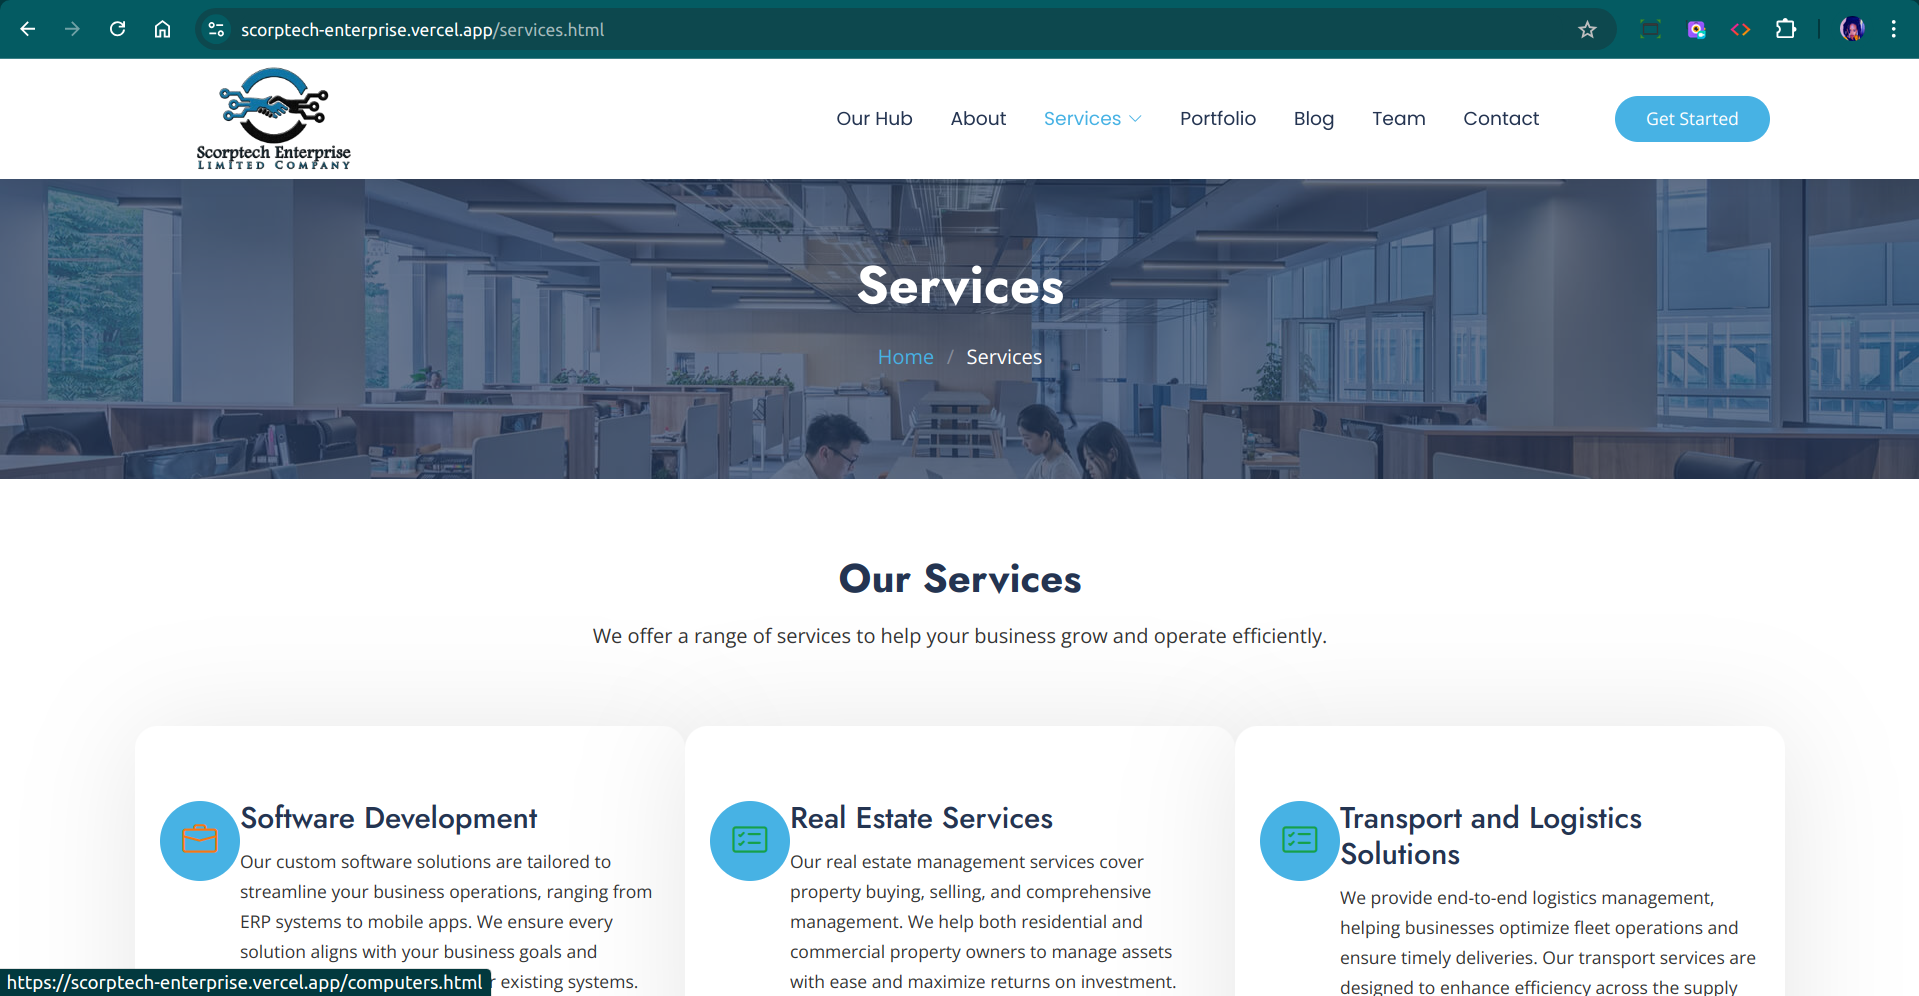 scorptech-enterprise.vercel.app/services.html
Scorptech Enterprise
LIMITED COMPANY
Our Hub
About
Services
Portfolio
Blog
Team
Contact
Get Started
Services
Home / Services
Our Services
We offer a range of services to help your business grow and operate efficiently.
Software Development
Our custom software solutions are tailored to
streamline your business operations, ranging from
ERP systems to mobile apps. We ensure every
solution aligns with your business goals and
existing systems.
Real Estate Services
Our real estate management services cover
property buying, selling, and comprehensive
management. We help both residential and
commercial property owners to manage assets
with ease and maximize returns on investment.
Transport and Logistics
Solutions
We provide end-to-end logistics management,
helping businesses optimize fleet operations and
ensure timely deliveries. Our transport services are
designed to enhance efficiency across the supply
https://scorptech-enterprise.vercel.app/computers.html